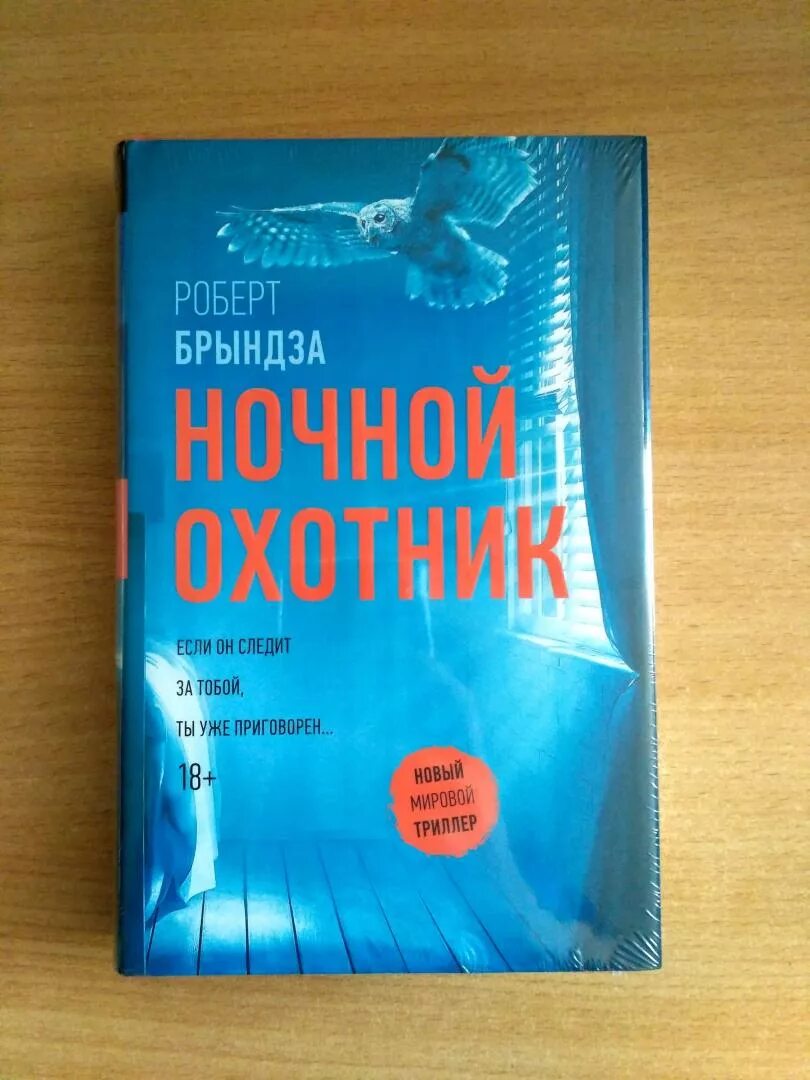 РОБЕРТ
БРЫНДЗА
НОЧНОЙ
ОХОТНИК
ЕСЛИ ОН СЛЕДИТ
ЗА ТОБОЙ,
ТЫ УЖЕ ПРИГОВОРЕН...
18+
НОВЫЙ
МИРОВОЙ
ТРИЛЛЕР